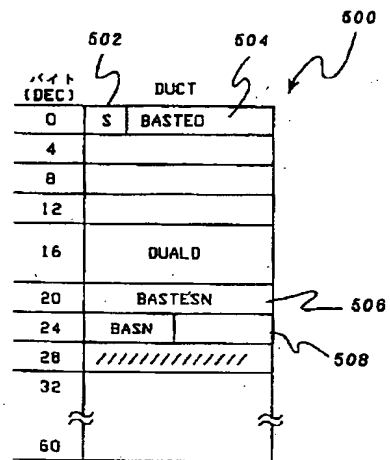 502
504
500
バイト
(DEC)
DUCT
0 S BASTEO
4
8
12
16 DUALD
20 BASTESN
506
24 BASN
508
28
32
60